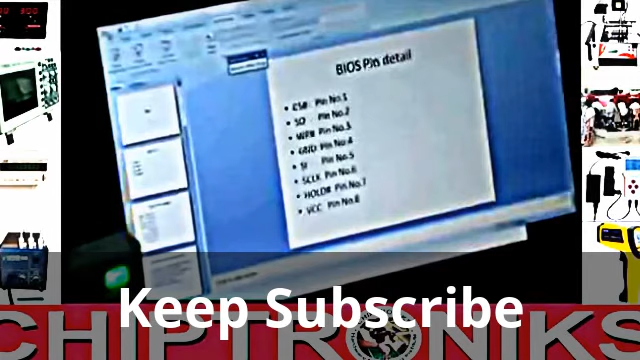 BIOS Pin detail
• CS# Pin No.1
• SO Pin No.2
• WP# Pin No.3
• GND Pin No.4
• SI Pin No.5
• SCLK Pin No.6
• HOLD# Pin No.7
• VCC Pin No.8
Keep Subscribe
CHIPTRONIKS